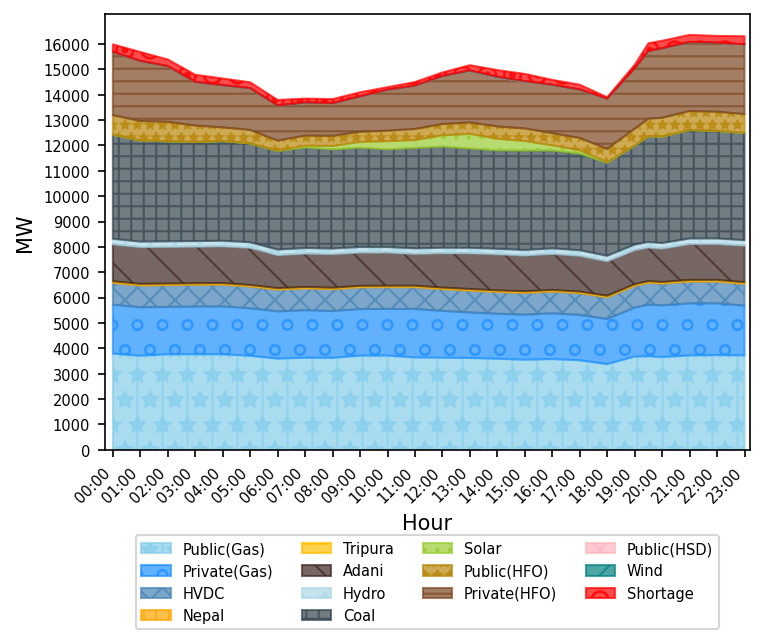 MW
16000
15000
14000
13000
12000
11000
10000
9000
8000
7000
6000
5000
4000
3000
2000
1000
0
00:00 01:00 02:00 03:00 04:00 05:00 06:00 07:00 08:00 09:00 10:00 11:00 12:00 13:00 14:00 15:00 16:00 17:00 18:00 19:00 20:00 21:00 22:00 23:00
Hour
Public(Gas) Tripura Solar Public(HSD)
Private(Gas) Adani Public(HFO) Wind
HVDC Hydro Private(HFO) Shortage
Nepal Coal